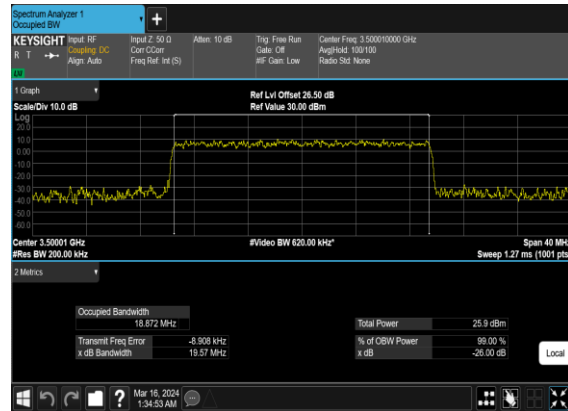 Spectrum Analyzer 1
Occupied BW
+
KEYSIGHT
R T
LXI
Input: RF
Coupling: DC
Align: Auto
Input Z: 50 Ω
Corr CCorr
Freq Ref: Int (S)
Atten: 10 dB
Trig: Free Run
Gate: Off
#IF Gain: Low
Center Freq: 3.500010000 GHz
Avg|Hold: 100/100
Radio Std: None
1 Graph
Scale/Div 10.0 dB
Ref Lvl Offset 26.50 dB
Ref Value 30.00 dBm
Log
20.0
10.0
0.00
-10.0
-20.0
-30.0
-40.0
-50.0
-60.0
Center 3.50001 GHz
#Res BW 200.00 kHz
#Video BW 620.00 kHz*
Span 40 MHz
Sweep 1.27 ms (1001 pts)
2 Metrics
Occupied Bandwidth
18.872 MHz
Transmit Freq Error -8.908 kHz
x dB Bandwidth 19.57 MHz
Total Power 25.9 dBm
% of OBW Power 99.00 %
x dB -26.00 dB
Local
?
Mar 16, 2024
1:34:53 AM